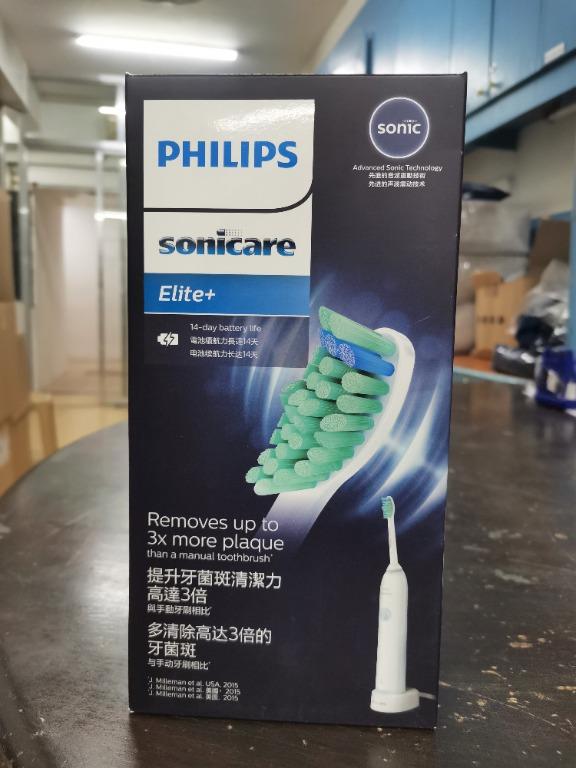 PHILIPS
sonicare
Elite+
14-day battery life
電池續航力長達14天
电池续航力长达14天
sonic
Advanced Sonic Technology
先進的音波震動技術
先进的声波震动技术
Removes up to
3x more plaque
than a manual toothbrush*
提升牙菌斑清潔力
高達3倍
與手動牙刷相比*
多清除高达3倍的
牙菌斑
与手动牙刷相比*
*J. Milleman et al. USA, 2015
*J. Milleman et al. 美國, 2015
*J. Milleman et al. 美国, 2015